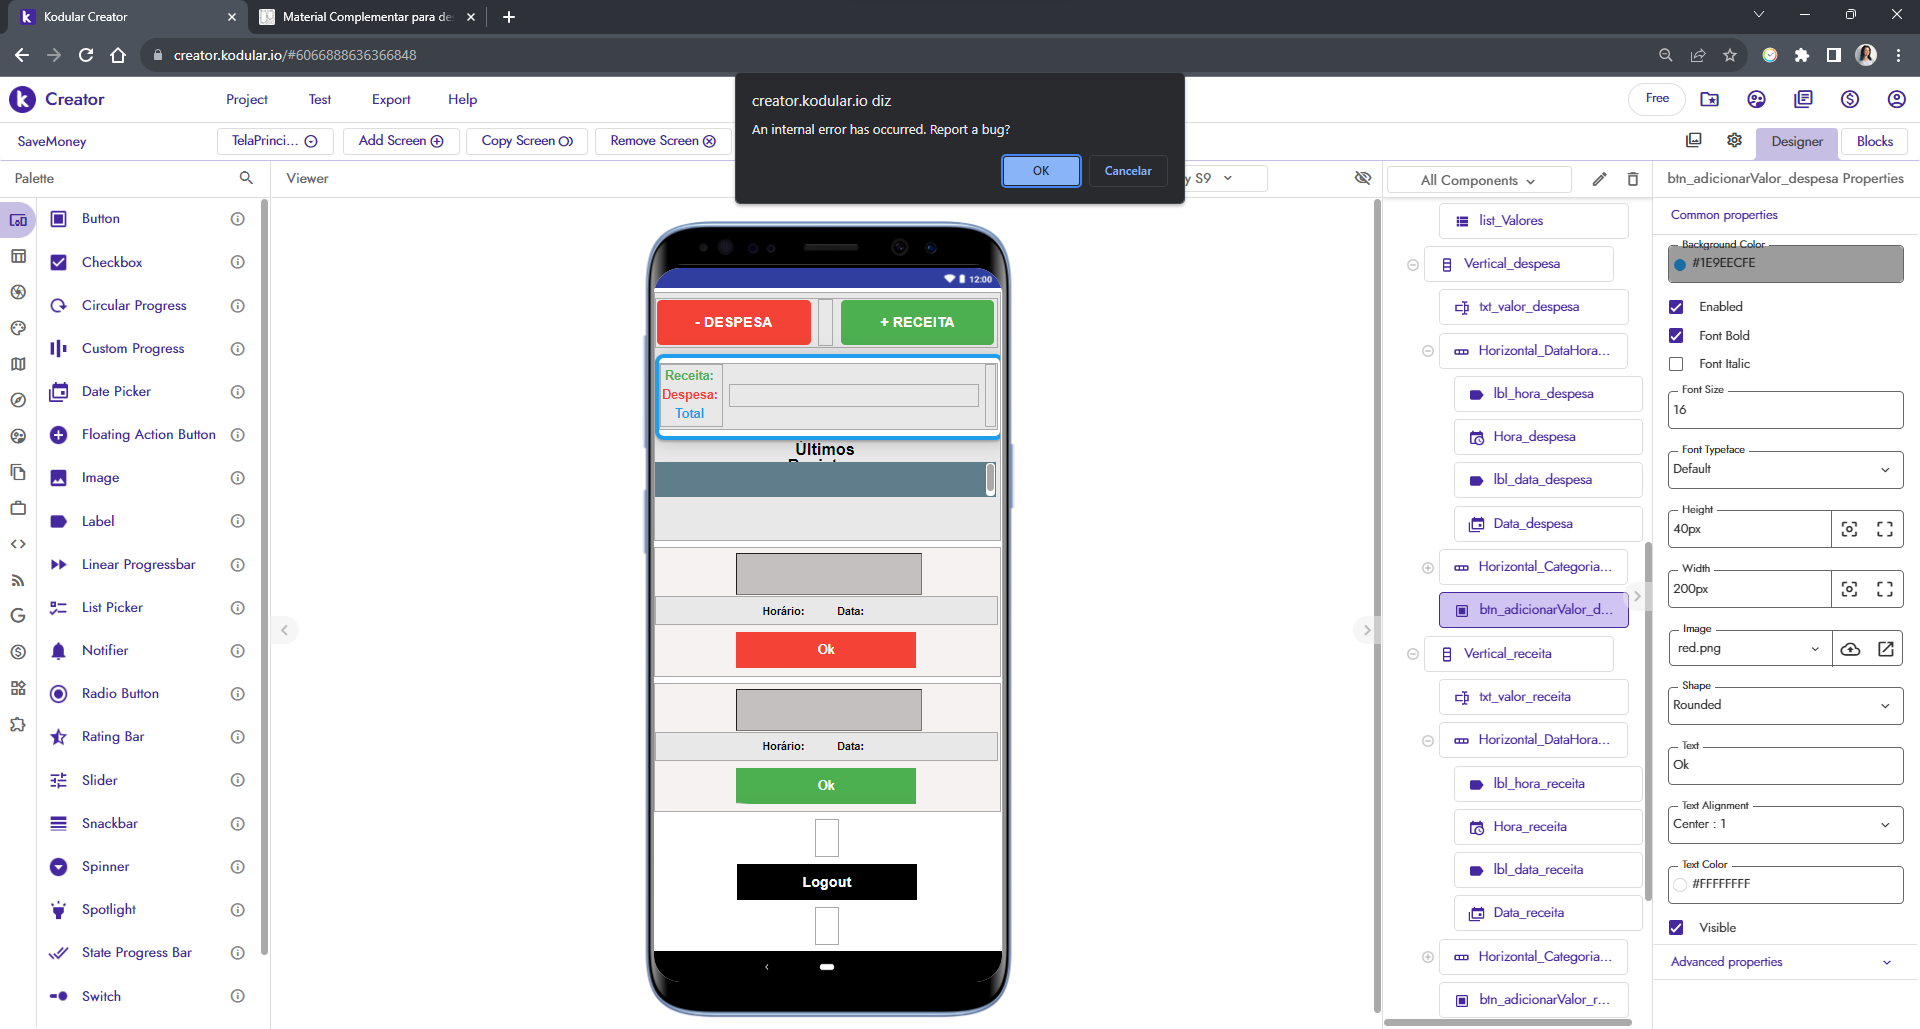 Kodular Creator
Material Complementar para de
creator.kodular.io/#6066888636366848
Creator
Project
Test
Export
Help
Free
creator.kodular.io diz
An internal error has occurred. Report a bug?
OK
Cancelar
SaveMoney
TelaPrinci...
Add Screen
Copy Screen
Remove Screen
Designer
Blocks
Palette
Viewer
y S9
All Components
btn_adicionarValor_despesa Properties
Button
Checkbox
Circular Progress
Custom Progress
Date Picker
Floating Action Button
Image
Label
Linear Progressbar
List Picker
Notifier
Radio Button
Rating Bar
Slider
Snackbar
Spinner
Spotlight
State Progress Bar
Switch
12:00
- DESPESA
+ RECEITA
Receita:
Despesa:
Total
Últimos
Horário:
Data:
Ok
Horário:
Data:
Ok
Logout
list_Valores
Vertical_despesa
txt_valor_despesa
Horizontal_DataHora...
lbl_hora_despesa
Hora_despesa
lbl_data_despesa
Data_despesa
Horizontal_Categoria...
btn_adicionarValor_d...
Vertical_receita
txt_valor_receita
Horizontal_DataHora...
lbl_hora_receita
Hora_receita
lbl_data_receita
Data_receita
Horizontal_Categoria...
btn_adicionarValor_r...
Common properties
Background Color
#1E9EECFE
Enabled
Font Bold
Font Italic
Font Size
16
Font Typeface
Default
Height
40px
Width
200px
Image
red.png
Shape
Rounded
Text
Ok
Text Alignment
Center : 1
Text Color
#FFFFFFFF
Visible
Advanced properties